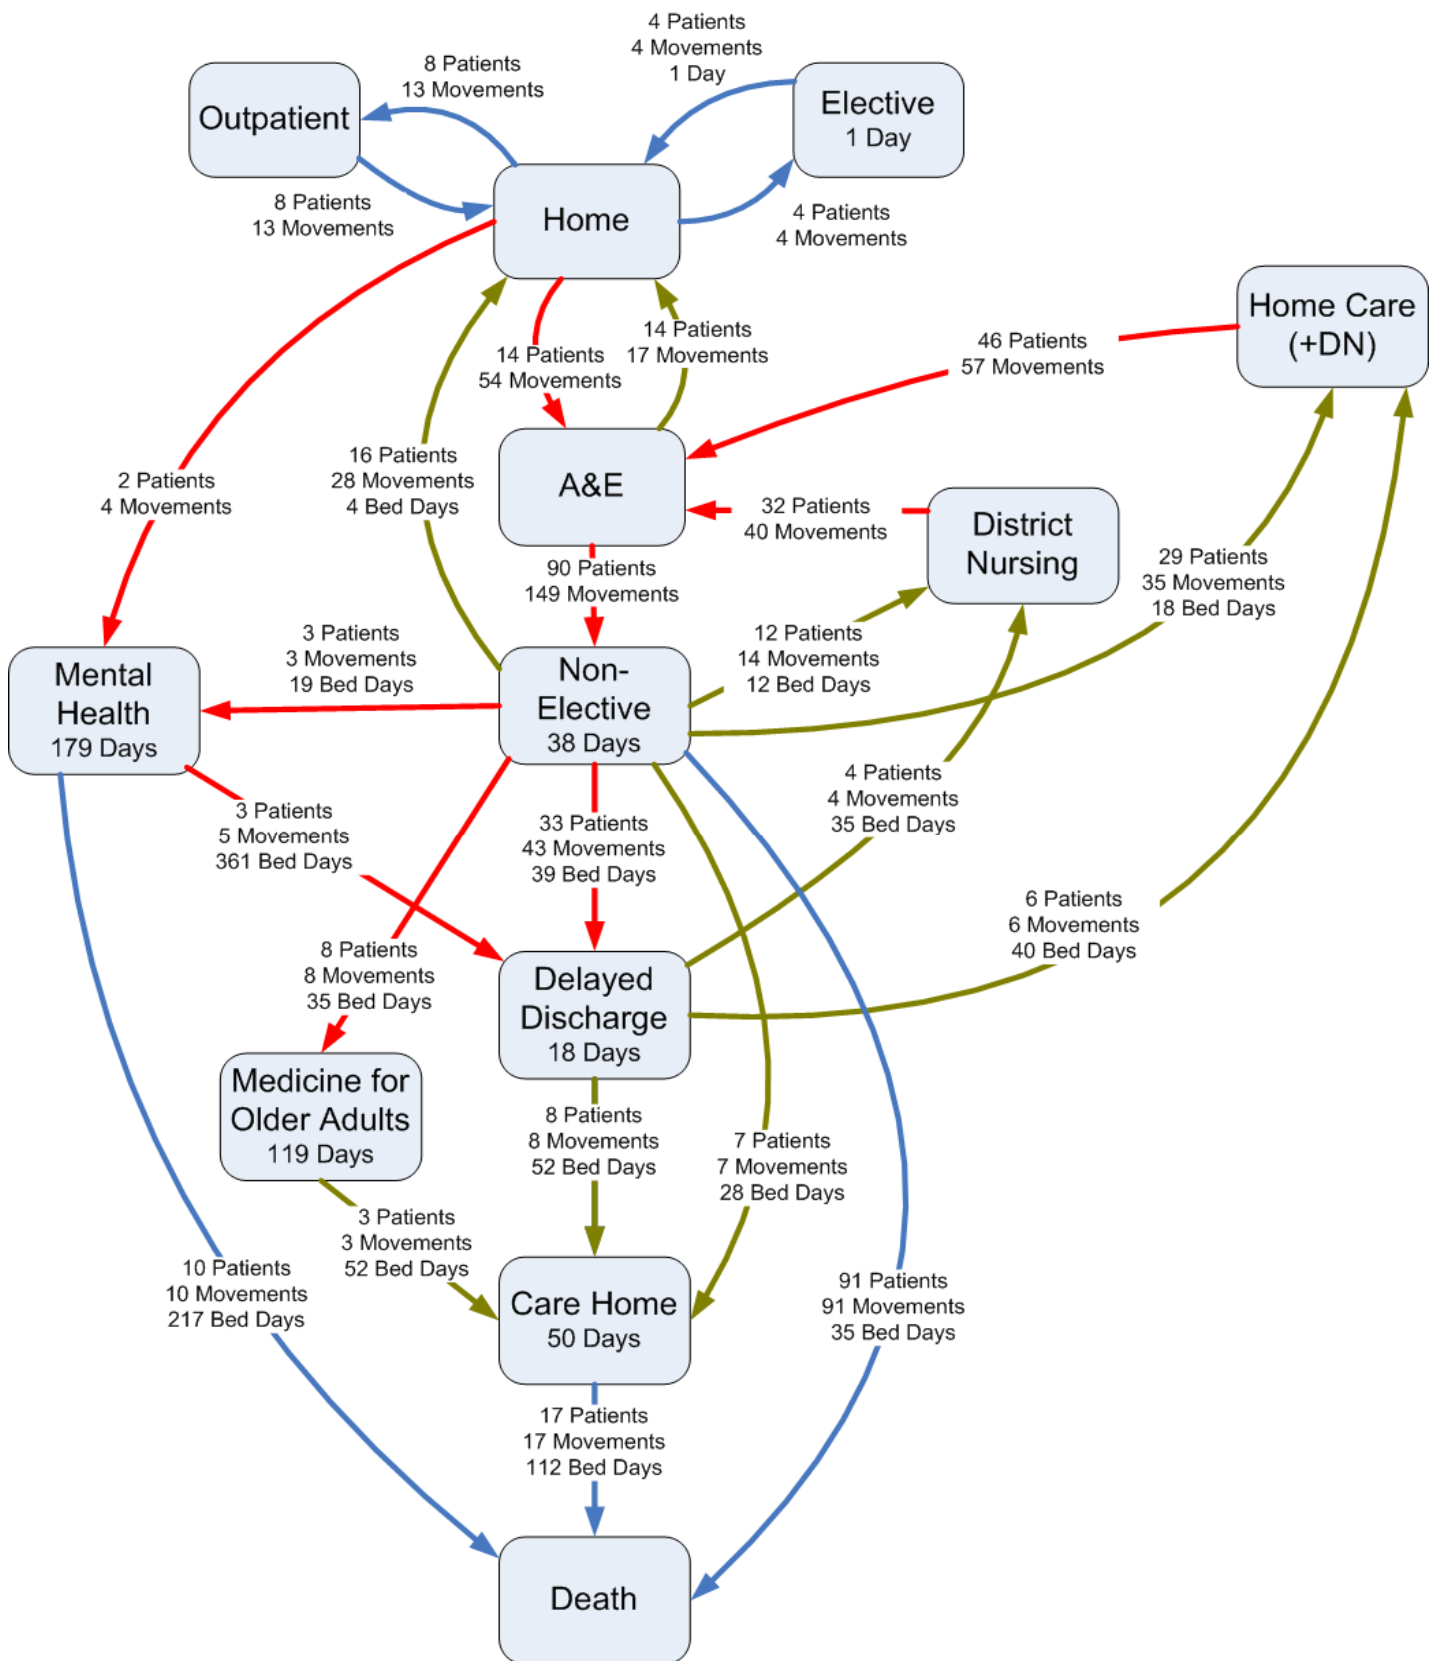 4 Patients
4 Movements
1 Day
8 Patients
13 Movements
Outpatient
Elective
1 Day
8 Patients
13 Movements
Home
4 Patients
4 Movements
Home Care
(+DN)
14 Patients
17 Movements
14 Patients
54 Movements
46 Patients
57 Movements
16 Patients
28 Movements
4 Bed Days
A&E
2 Patients
4 Movements
32 Patients
40 Movements
District
Nursing
29 Patients
35 Movements
18 Bed Days
90 Patients
149 Movements
3 Patients
3 Movements
19 Bed Days
12 Patients
14 Movements
12 Bed Days
Mental
Health
179 Days
Non-
Elective
38 Days
4 Patients
4 Movements
35 Bed Days
3 Patients
5 Movements
361 Bed Days
33 Patients
43 Movements
39 Bed Days
6 Patients
6 Movements
40 Bed Days
8 Patients
8 Movements
35 Bed Days
Delayed
Discharge
18 Days
Medicine for
Older Adults
119 Days
8 Patients
8 Movements
52 Bed Days
7 Patients
7 Movements
28 Bed Days
3 Patients
3 Movements
52 Bed Days
10 Patients
10 Movements
217 Bed Days
Care Home
50 Days
91 Patients
91 Movements
35 Bed Days
17 Patients
17 Movements
112 Bed Days
Death